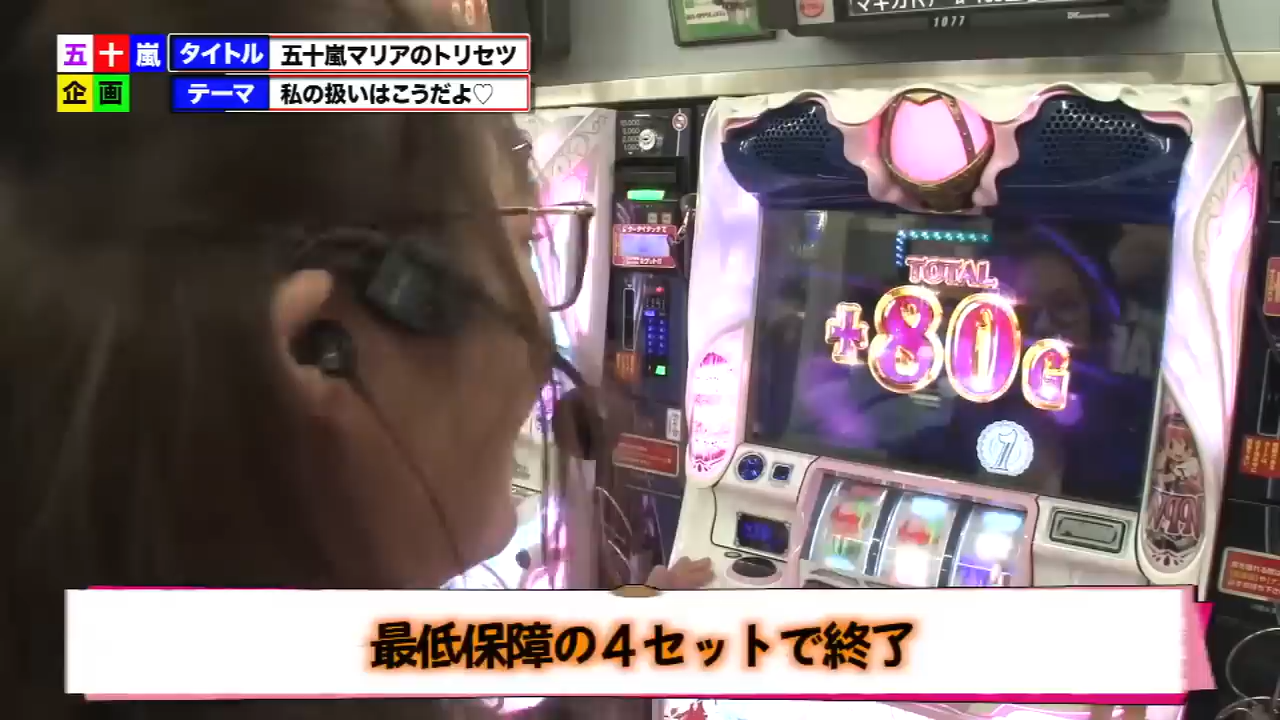 五十嵐
企画
タイトル 五十嵐マリアのトリセツ
テーマ 私の扱いはこうだよ♡
1077
TOTAL
+80G
1
最低保障の4セットで終了